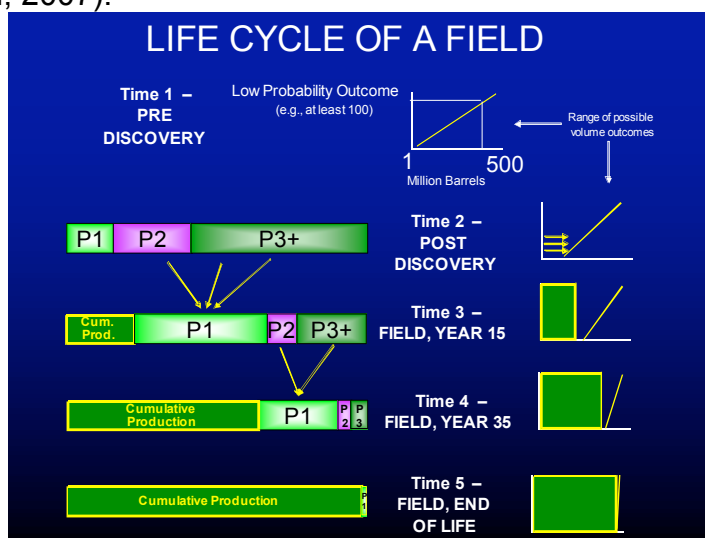 , 2007).
LIFE CYCLE OF A FIELD
Time 1 –
PRE
DISCOVERY
Low Probability Outcome
(e.g., at least 100)
1
500
Million Barrels
Range of possible
volume outcomes
P1
P2
P3+
Time 2 –
POST
DISCOVERY
Cum.
Prod.
P1
P2
P3+
Time 3 –
FIELD, YEAR 15
Cumulative
Production
P1
P
2
P
3
Time 4 –
FIELD, YEAR 35
Cumulative Production
P
1
Time 5 –
FIELD, END
OF LIFE